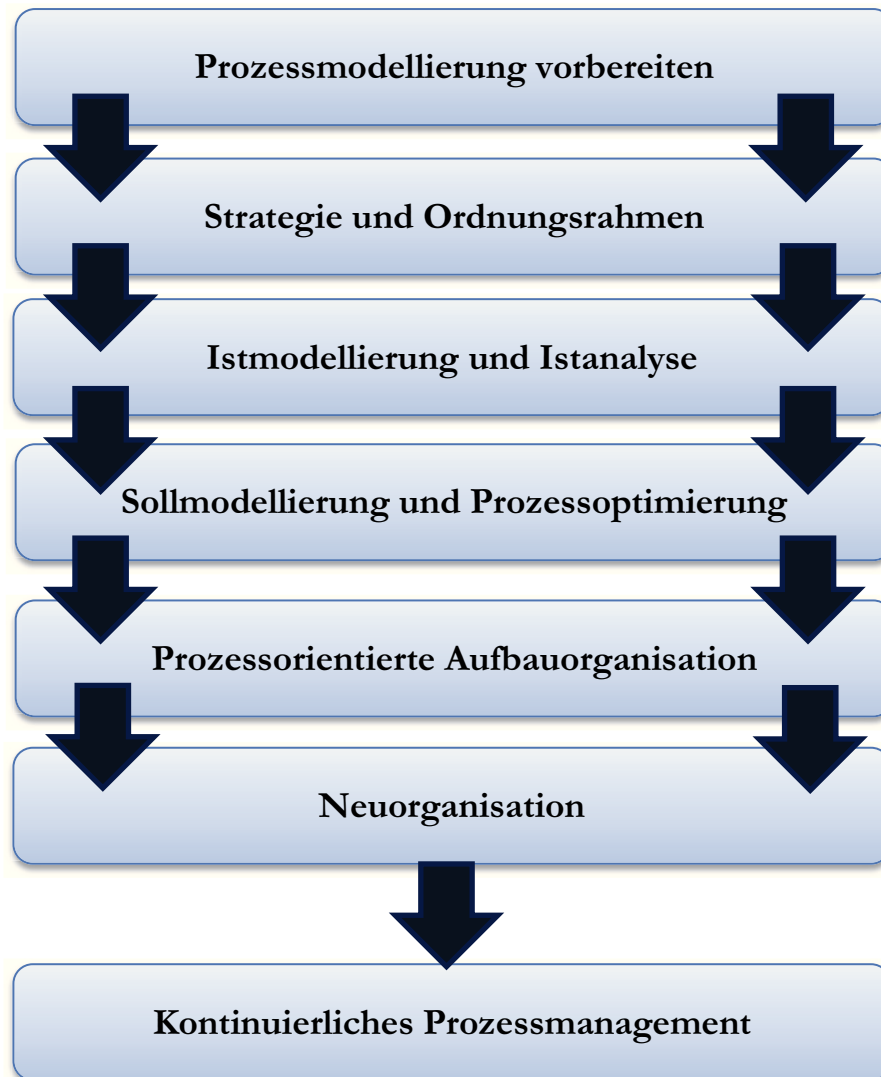 Prozessmodellierung vorbereiten
Strategie und Ordnungsrahmen
Istmodellierung und Istanalyse
Sollmodellierung und Prozessoptimierung
Prozessorientierte Aufbauorganisation
Neuorganisation
Kontinuierliches Prozessmanagement